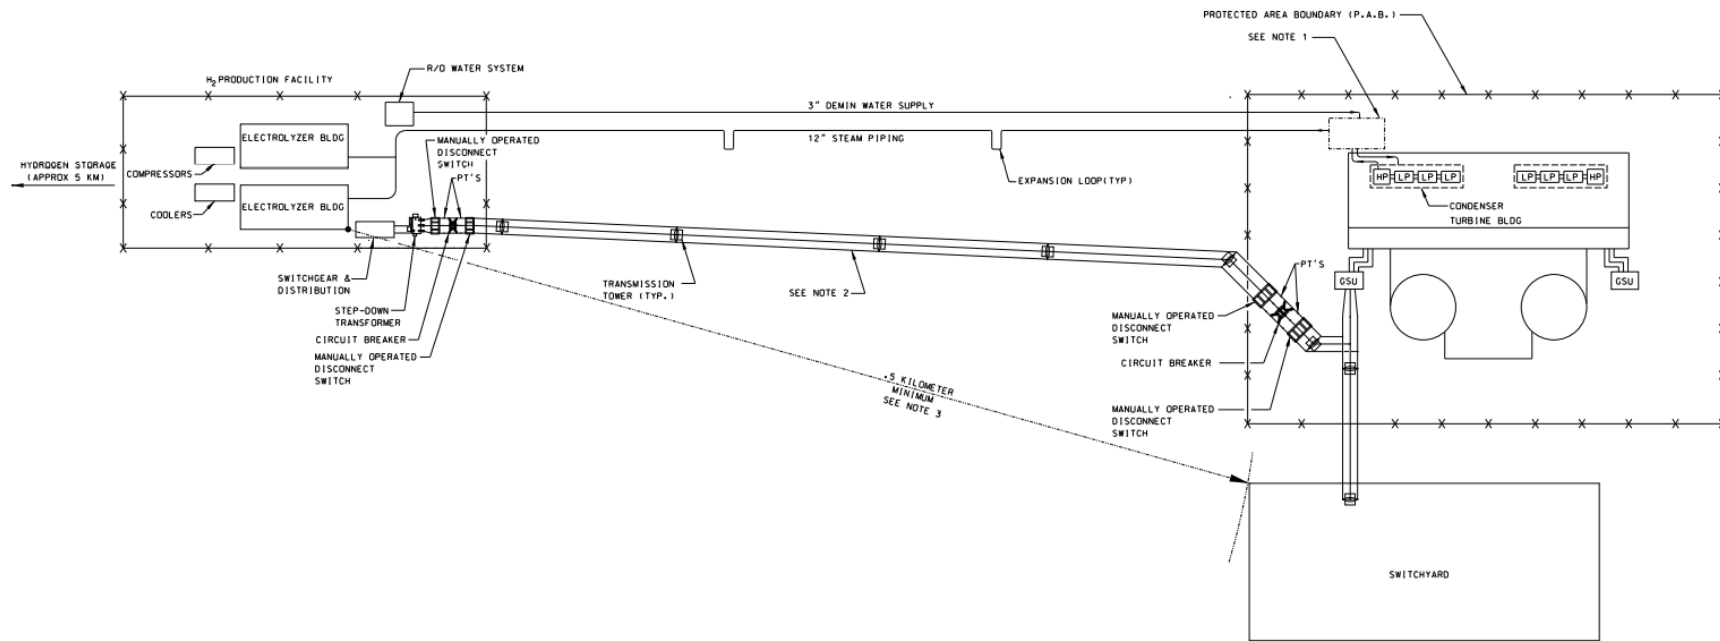 PROTECTED AREA BOUNDARY (P.A.B.)
SEE NOTE 1
R/O WATER SYSTEM
H2 PRODUCTION FACILITY
3" DEMIN WATER SUPPLY
12" STEAM PIPING
ELECTROLYZER BLDG
MANUALLY OPERATED
DISCONNECT
SWITCH
PT'S
HYDROGEN STORAGE
(APPROX 5 KM)
COMPRESSORS
EXPANSION LOOP(TYP)
HP
LP
LP
LP
LP
LP
LP
HP
CONDENSER
TURBINE BLDG
COOLERS
ELECTROLYZER BLDG
SWITCHGEAR &
DISTRIBUTION
STEP-DOWN
TRANSFORMER
CIRCUIT BREAKER
MANUALLY OPERATED
DISCONNECT
SWITCH
TRANSMISSION
TOWER (TYP.)
SEE NOTE 2
PT'S
GSU
GSU
MANUALLY OPERATED
DISCONNECT
SWITCH
CIRCUIT BREAKER
MANUALLY OPERATED
DISCONNECT
SWITCH
.5 KILOMETER
MINIMUM
SEE NOTE 3
SWITCHYARD